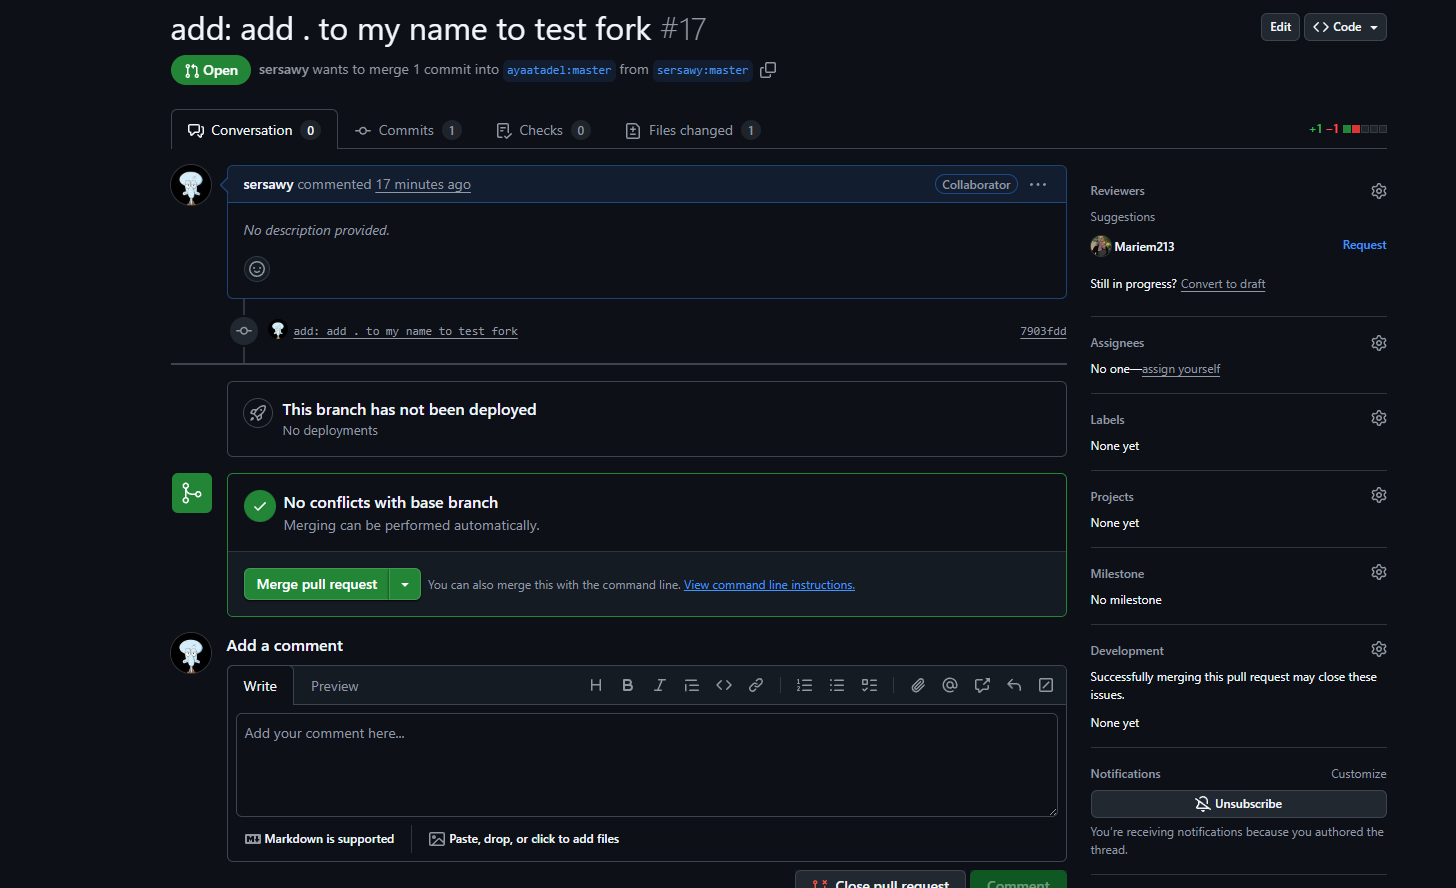 add: add . to my name to test fork #17
Edit
Code
Open
sersawy wants to merge 1 commit into ayaatadel:master from sersawy:master
Conversation 0
Commits 1
Checks 0
Files changed 1
+1 −1
sersawy commented 17 minutes ago
Collaborator
No description provided.
add: add . to my name to test fork
7903fdd
This branch has not been deployed
No deployments
No conflicts with base branch
Merging can be performed automatically.
Merge pull request
You can also merge this with the command line. View command line instructions.
Add a comment
Write
Preview
Add your comment here...
Markdown is supported
Paste, drop, or click to add files
Close pull request
Comment
Reviewers
Suggestions
Mariem213
Request
Still in progress? Convert to draft
Assignees
No one—assign yourself
Labels
None yet
Projects
None yet
Milestone
No milestone
Development
Successfully merging this pull request may close these
issues.
None yet
Notifications
Customize
Unsubscribe
You're receiving notifications because you authored the
thread.